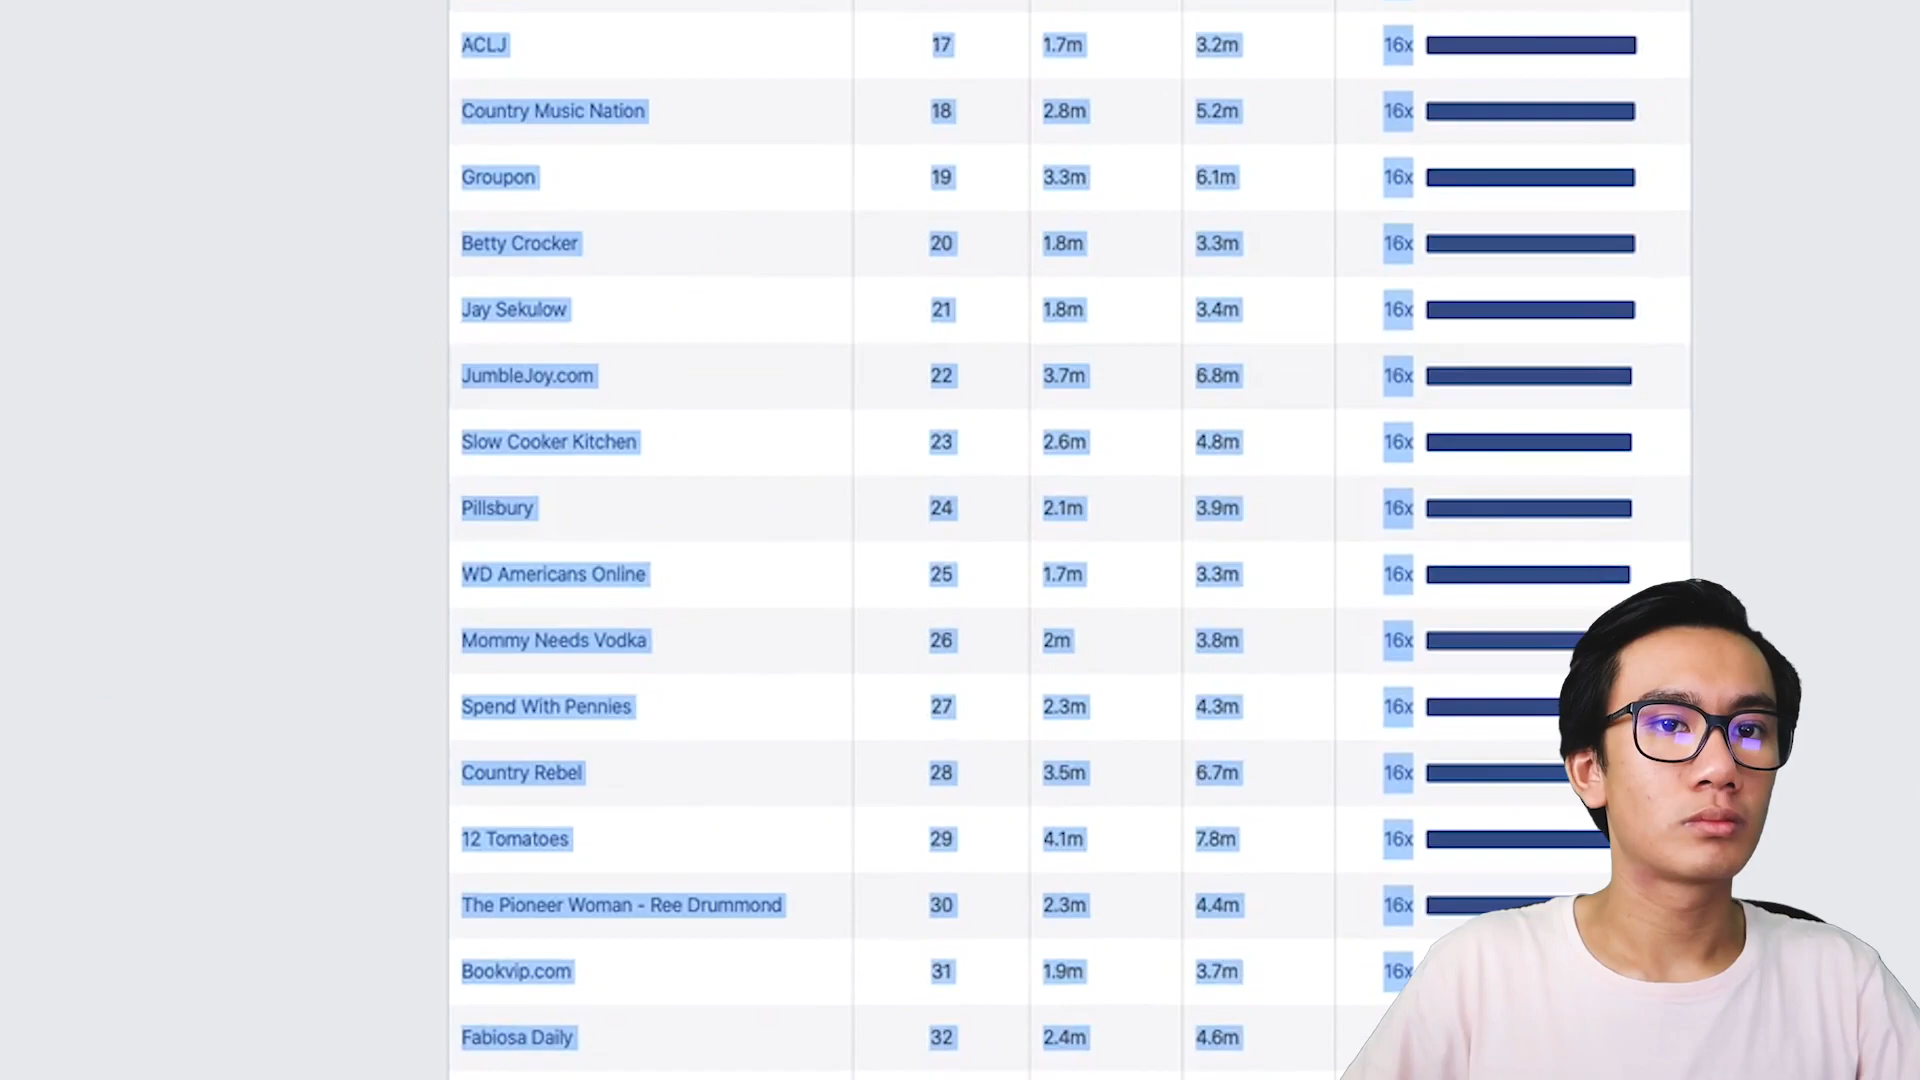 ACLJ 17 1.7m 3.2m 16x
Country Music Nation 18 2.8m 5.2m 16x
Groupon 19 3.3m 6.1m 16x
Betty Crocker 20 1.8m 3.3m 16x
Jay Sekulow 21 1.8m 3.4m 16x
JumbleJoy.com 22 3.7m 6.8m 16x
Slow Cooker Kitchen 23 2.6m 4.8m 16x
Pillsbury 24 2.1m 3.9m 16x
WD Americans Online 25 1.7m 3.3m 16x
Mommy Needs Vodka 26 2m 3.8m 16x
Spend With Pennies 27 2.3m 4.3m 16x
Country Rebel 28 3.5m 6.7m 16x
12 Tomatoes 29 4.1m 7.8m 16x
The Pioneer Woman - Ree Drummond 30 2.3m 4.4m 16x
Bookvip.com 31 1.9m 3.7m 16x
Fabiosa Daily 32 2.4m 4.6m